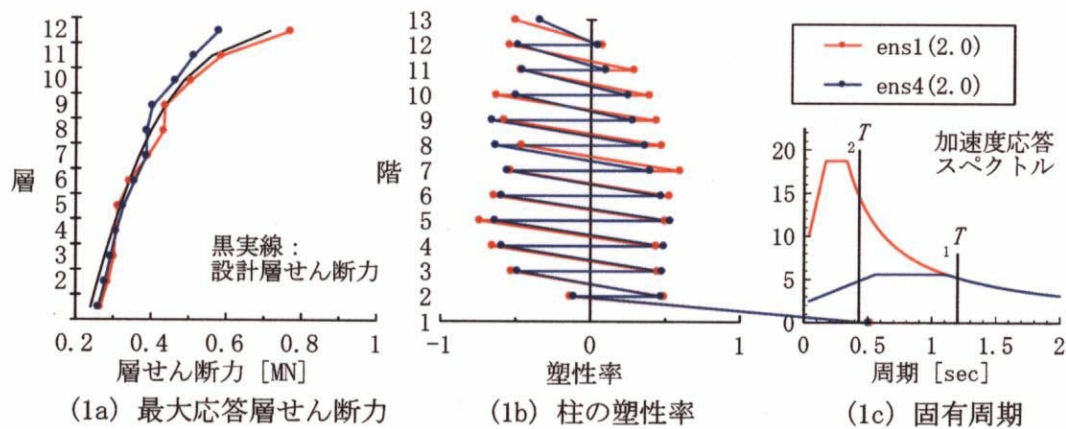 12
11
10
9
8
7
6
5
4
3
2
層
黒実線：
設計層せん断力
0.2
0.4
0.6
0.8
1
層せん断力 [MN]
(1a) 最大応答層せん断力
13
12
11
10
9
8
7
6
5
4
3
2
1
階
-1
0
1
塑性率
(1b) 柱の塑性率
ens1(2.0)
ens4(2.0)
加速度応答
スペクトル
20
15
10
5
0
2T
1T
0
0.5
1
1.5
2
周期 [sec]
(1c) 固有周期